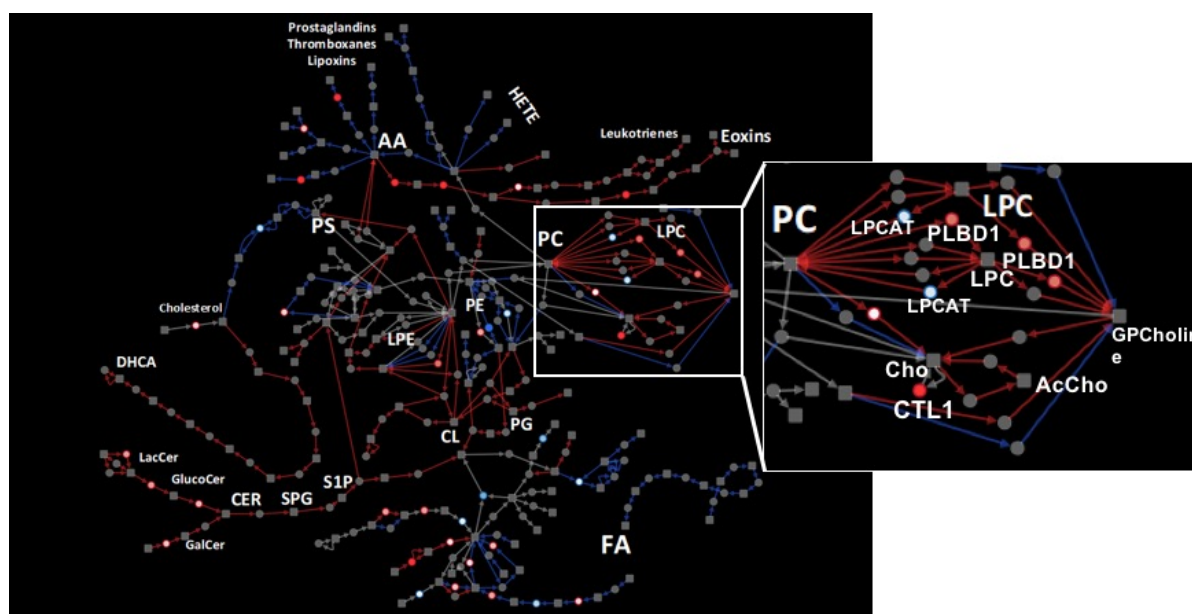 Prostaglandins
Thromboxanes
Lipoxins
HETE
AA
Leukotrienes
Eoxins
PS
PC
LPC
Cholesterol
PE
LPE
DHCA
CL
PG
LacCer
GlucoCer
CER
SPG
S1P
GalCer
FA
PC
LPC
LPCAT
PLBD1
PLBD1
LPC
LPCAT
GPCholin
e
Cho
AcCho
CTL1